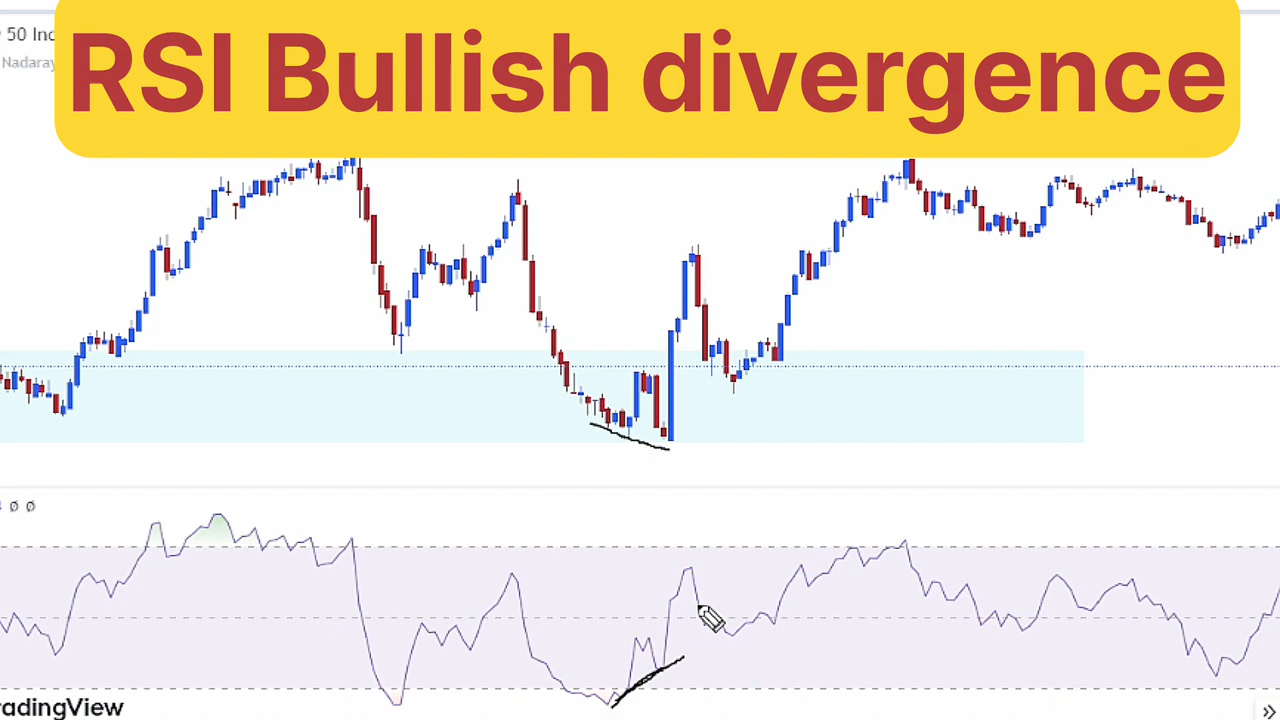 50 Inc
RSI Bullish divergence
Nadaray
ø ø
radingView